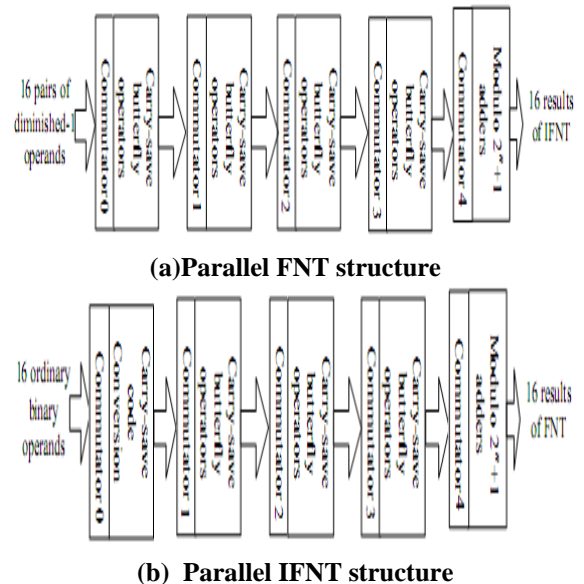 16 pairs of
diminished-1
operands
Commutator 0
Carry-save
butterfly
operators
Commutator 1
Carry-save
butterfly
operators
Commutator 2
Carry-save
butterfly
operators
Commutator 3
Carry-save
butterfly
operators
Commutator 4
Modulo 2ⁿ+1
adders
16 results
of IFNT
(a)Parallel FNT structure
16 ordinary
binary
operands
Commutator 0
Carry-save
Conversion
code
Commutator 1
Carry-save
butterfly
operators
Commutator 2
Carry-save
butterfly
operators
Commutator 3
Carry-save
butterfly
operators
Commutator 4
Modulo 2ⁿ+1
adders
16 results
of FNT
(b) Parallel IFNT structure